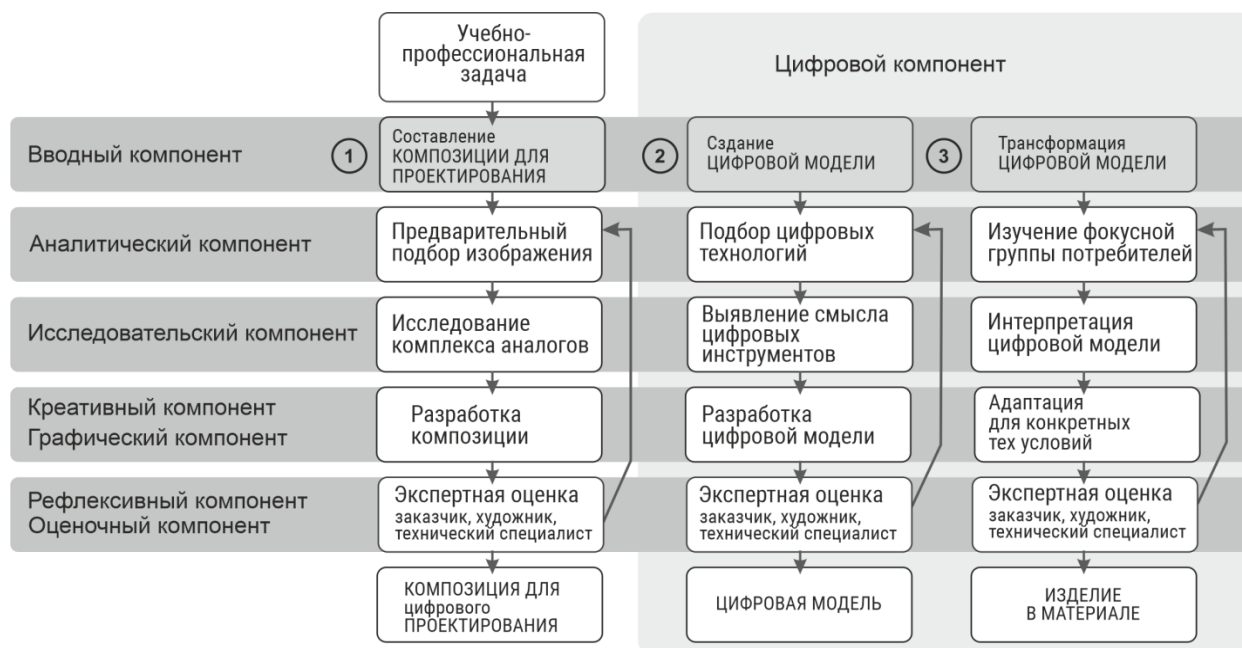 Учебно-
профессиональная
задача
Цифровой компонент
Вводный компонент
1
Составление
КОМПОЗИЦИИ ДЛЯ
ПРОЕКТИРОВАНИЯ
2
Сздание
ЦИФРОВОЙ МОДЕЛИ
3
Трансформация
ЦИФРОВОЙ МОДЕЛИ
Аналитический компонент
Предварительный
подбор изображения
Подбор цифровых
технологий
Изучение фокусной
группы потребителей
Исследовательский компонент
Исследование
комплекса аналогов
Выявление смысла
цифровых
инструментов
Интерпретация
цифровой модели
Креативный компонент
Графический компонент
Разработка
композиции
Разработка
цифровой модели
Адаптация
для конкретных
тех условий
Рефлексивный компонент
Оценочный компонент
Экспертная оценка
заказчик, художник,
технический специалист
Экспертная оценка
заказчик, художник,
технический специалист
Экспертная оценка
заказчик, художник,
технический специалист
КОМПОЗИЦИЯ ДЛЯ
цифрового
ПРОЕКТИРОВАНИЯ
ЦИФРОВАЯ МОДЕЛЬ
ИЗДЕЛИЕ
В МАТЕРИАЛЕ